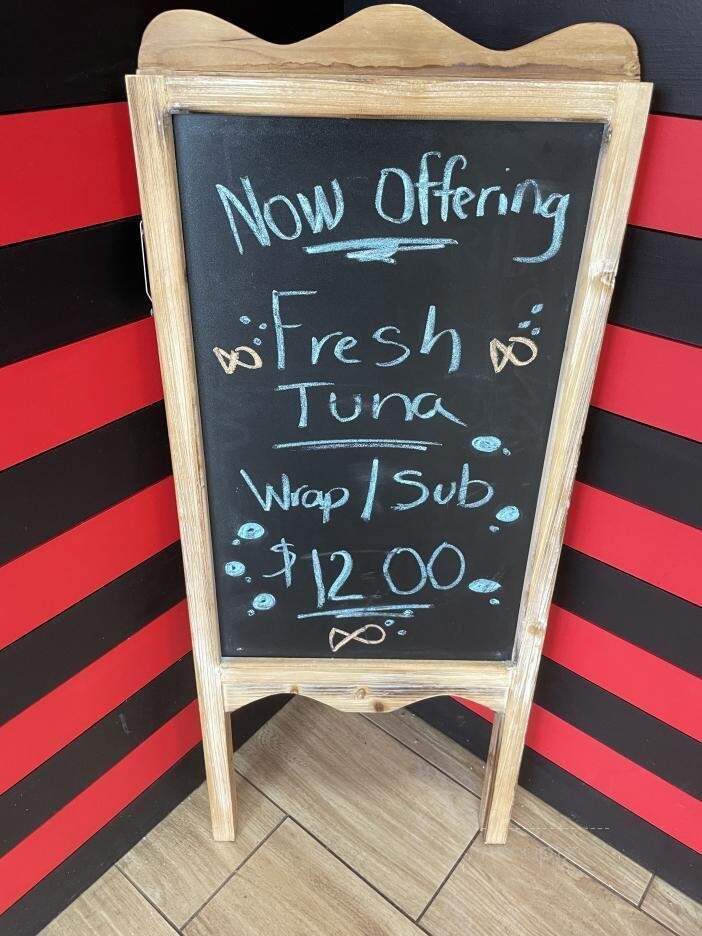 Now Offering
Fresh
Tuna
Wrap/Sub
$12 00